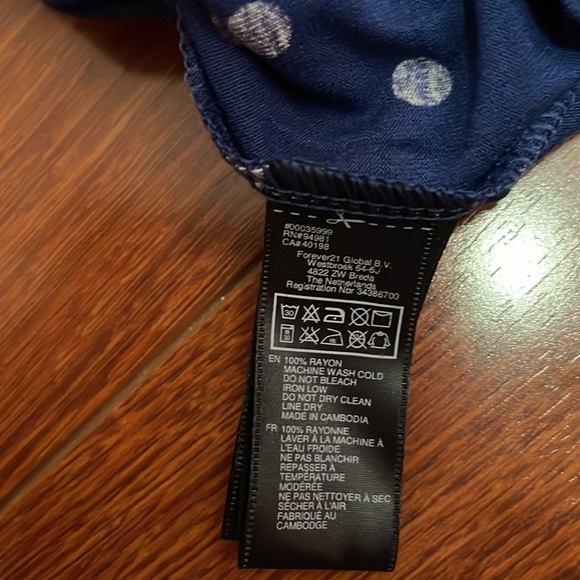 #00035999
RN#94981
CA#40198
Forever21 Global B.V.
Westbroek 64-
4822 ZW Breda
The Netherlands
Registration Nbr 34386700
30
EN 100% RAYON
MACHINE WASH COLD
DO NOT BLEACH
IRON LOW
DO NOT DRY CLEAN
LINE DRY
MADE IN CAMBODIA
FR 100% RAYONNE
LAVER À LA MACHINE À
L'EAU FROIDE
NE PAS BLANCHIR
REPASSER À
TEMPÉRATURE
MODÉRÉE
NE PAS NETTOYER À SEC
SÉCHER À L'AIR
FABRIQUÉ AU
CAMBODGE